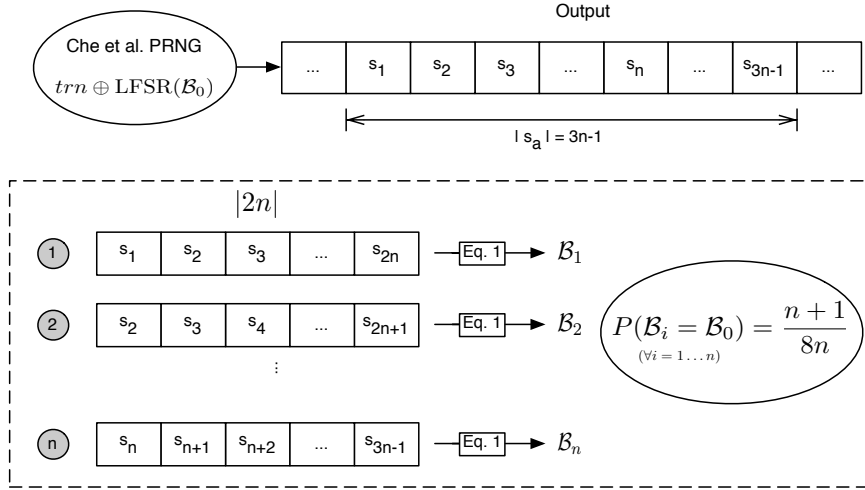 Output
Che et al. PRNG
trn ⊕ LFSR(ℬ₀)
... s₁ s₂ s₃ ... sₙ ... s₃ₙ₋₁ ...
| sₐ | = 3n-1
|2n|
1 s₁ s₂ s₃ ... s₂ₙ Eq. 1 ℬ₁
2 s₂ s₃ s₄ ... s₂ₙ₊₁ Eq. 1 ℬ₂
⋮
n sₙ sₙ₊₁ sₙ₊₂ ... s₃ₙ₋₁ Eq. 1 ℬₙ
P(ℬᵢ = ℬ₀) = (n + 1)/8n
(∀i = 1 ... n)